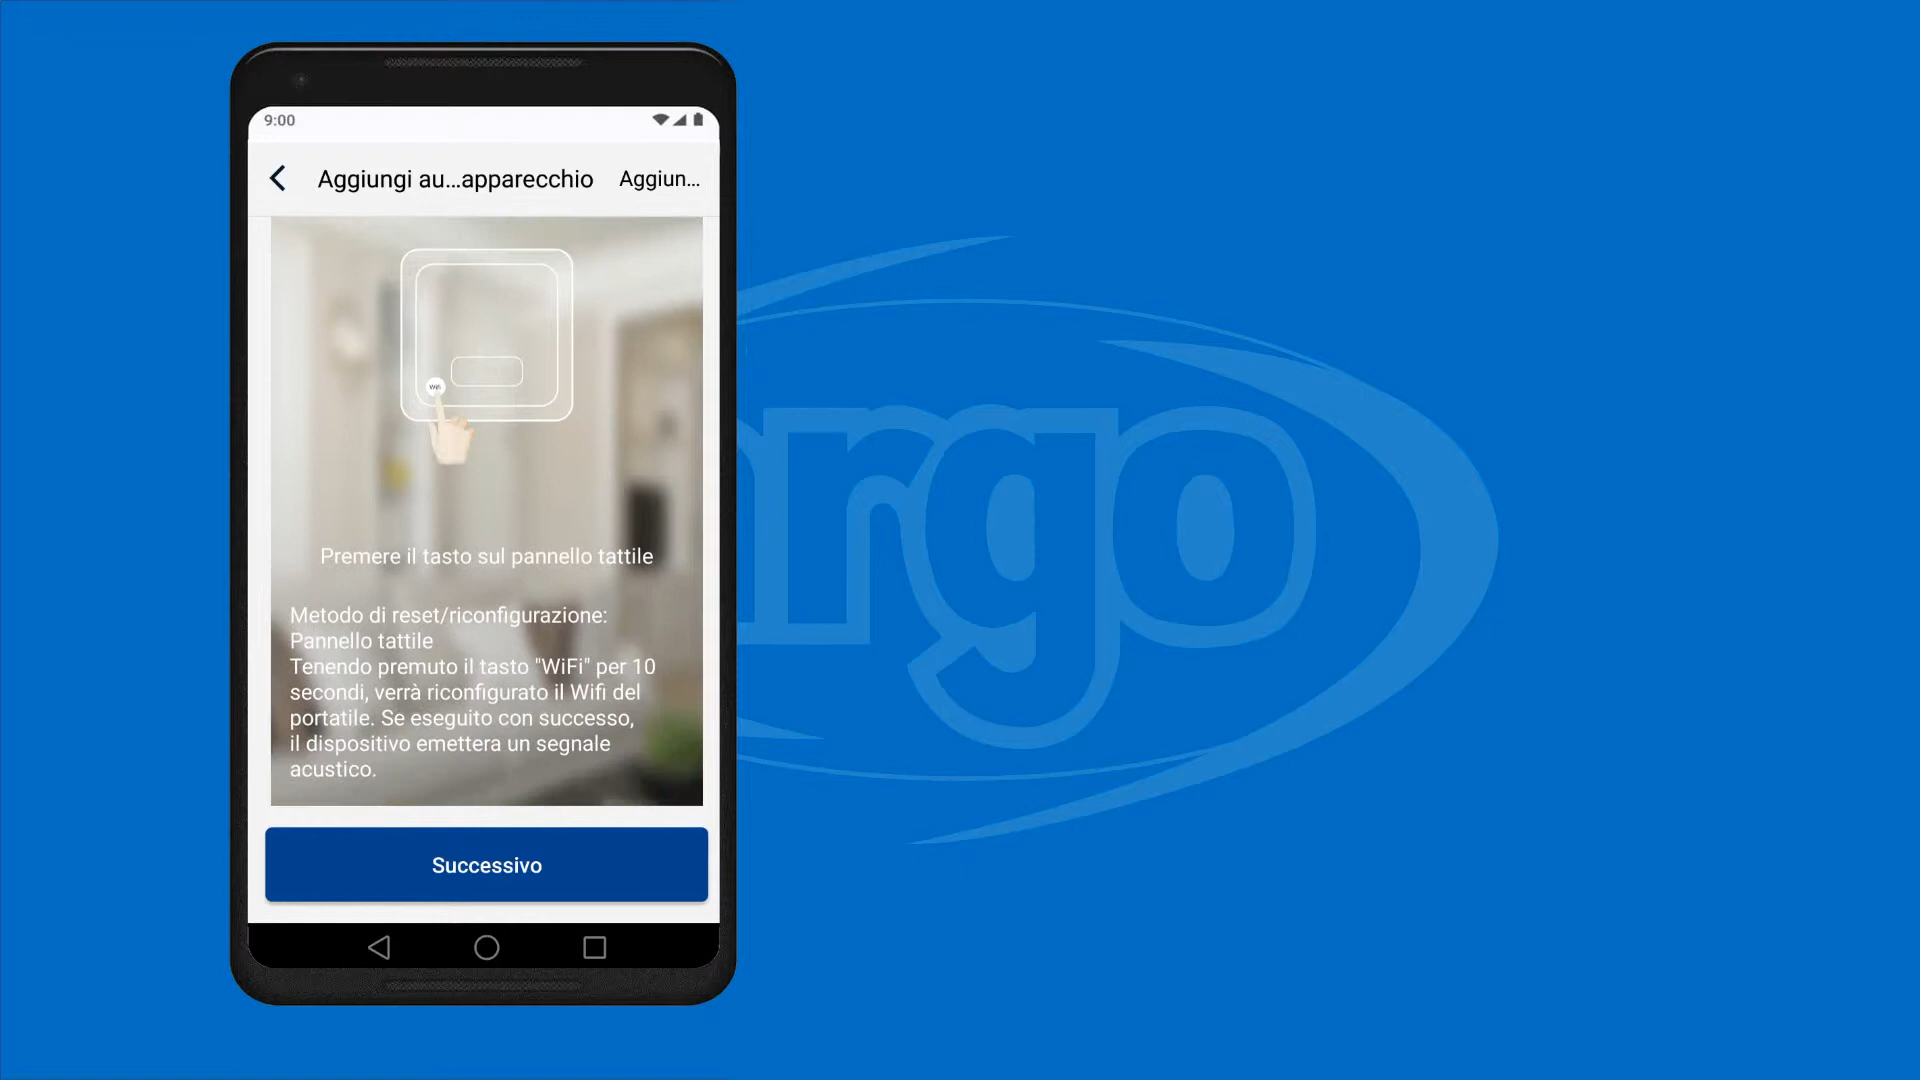 9:00
Aggiungi au...apparecchio Aggiun...
Wifi
Premere il tasto sul pannello tattile
Metodo di reset/riconfigurazione:
Pannello tattile
Tenendo premuto il tasto "WiFi" per 10
secondi, verrà riconfigurato il Wifi del
portatile. Se eseguito con successo,
il dispositivo emettera un segnale
acustico.
Successivo
argo